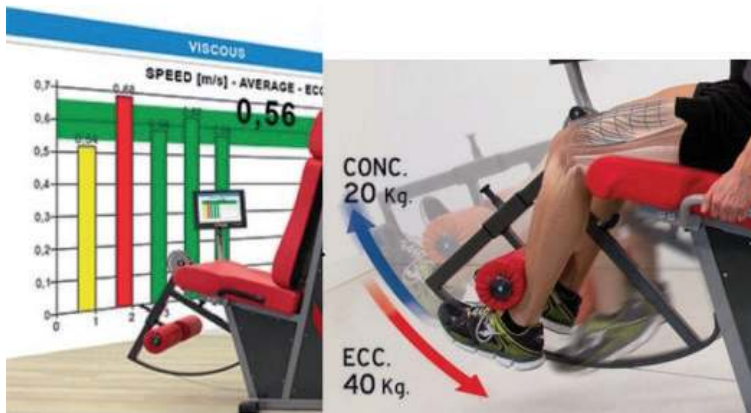 VISCOUS
SPEED [m/s] - AVERAGE - ECC
0,56
0,7
0,6
0,5
0,4
0,3
0,2
0,1
0
0
1
2
3
0,68
CONC.
20 Kg.
ECC.
40 Kg.